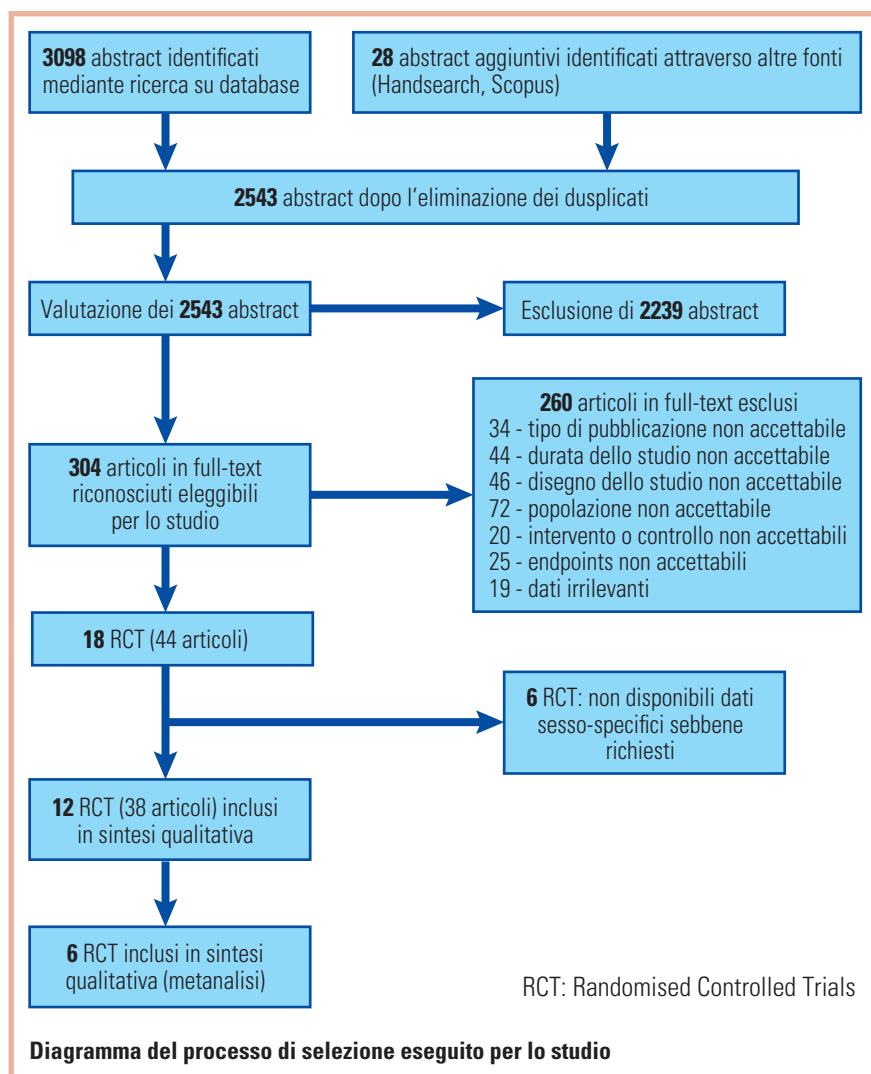 3098 abstract identificati
mediante ricerca su database
28 abstract aggiuntivi identificati attraverso altre fonti
(Handsearch, Scopus)
2543 abstract dopo l'eliminazione dei dusplicati
Valutazione dei 2543 abstract
Esclusione di 2239 abstract
304 articoli in full-text
riconosciuti eleggibili
per lo studio
260 articoli in full-text esclusi
34 - tipo di pubblicazione non accettabile
44 - durata dello studio non accettabile
46 - disegno dello studio non accettabile
72 - popolazione non accettabile
20 - intervento o controllo non accettabili
25 - endpoints non accettabili
19 - dati irrilevanti
18 RCT (44 articoli)
6 RCT: non disponibili dati
sesso-specifici sebbene
richiesti
12 RCT (38 articoli) inclusi
in sintesi qualitativa
6 RCT inclusi in sintesi
qualitativa (metanalisi)
RCT: Randomised Controlled Trials
Diagramma del processo di selezione eseguito per lo studio